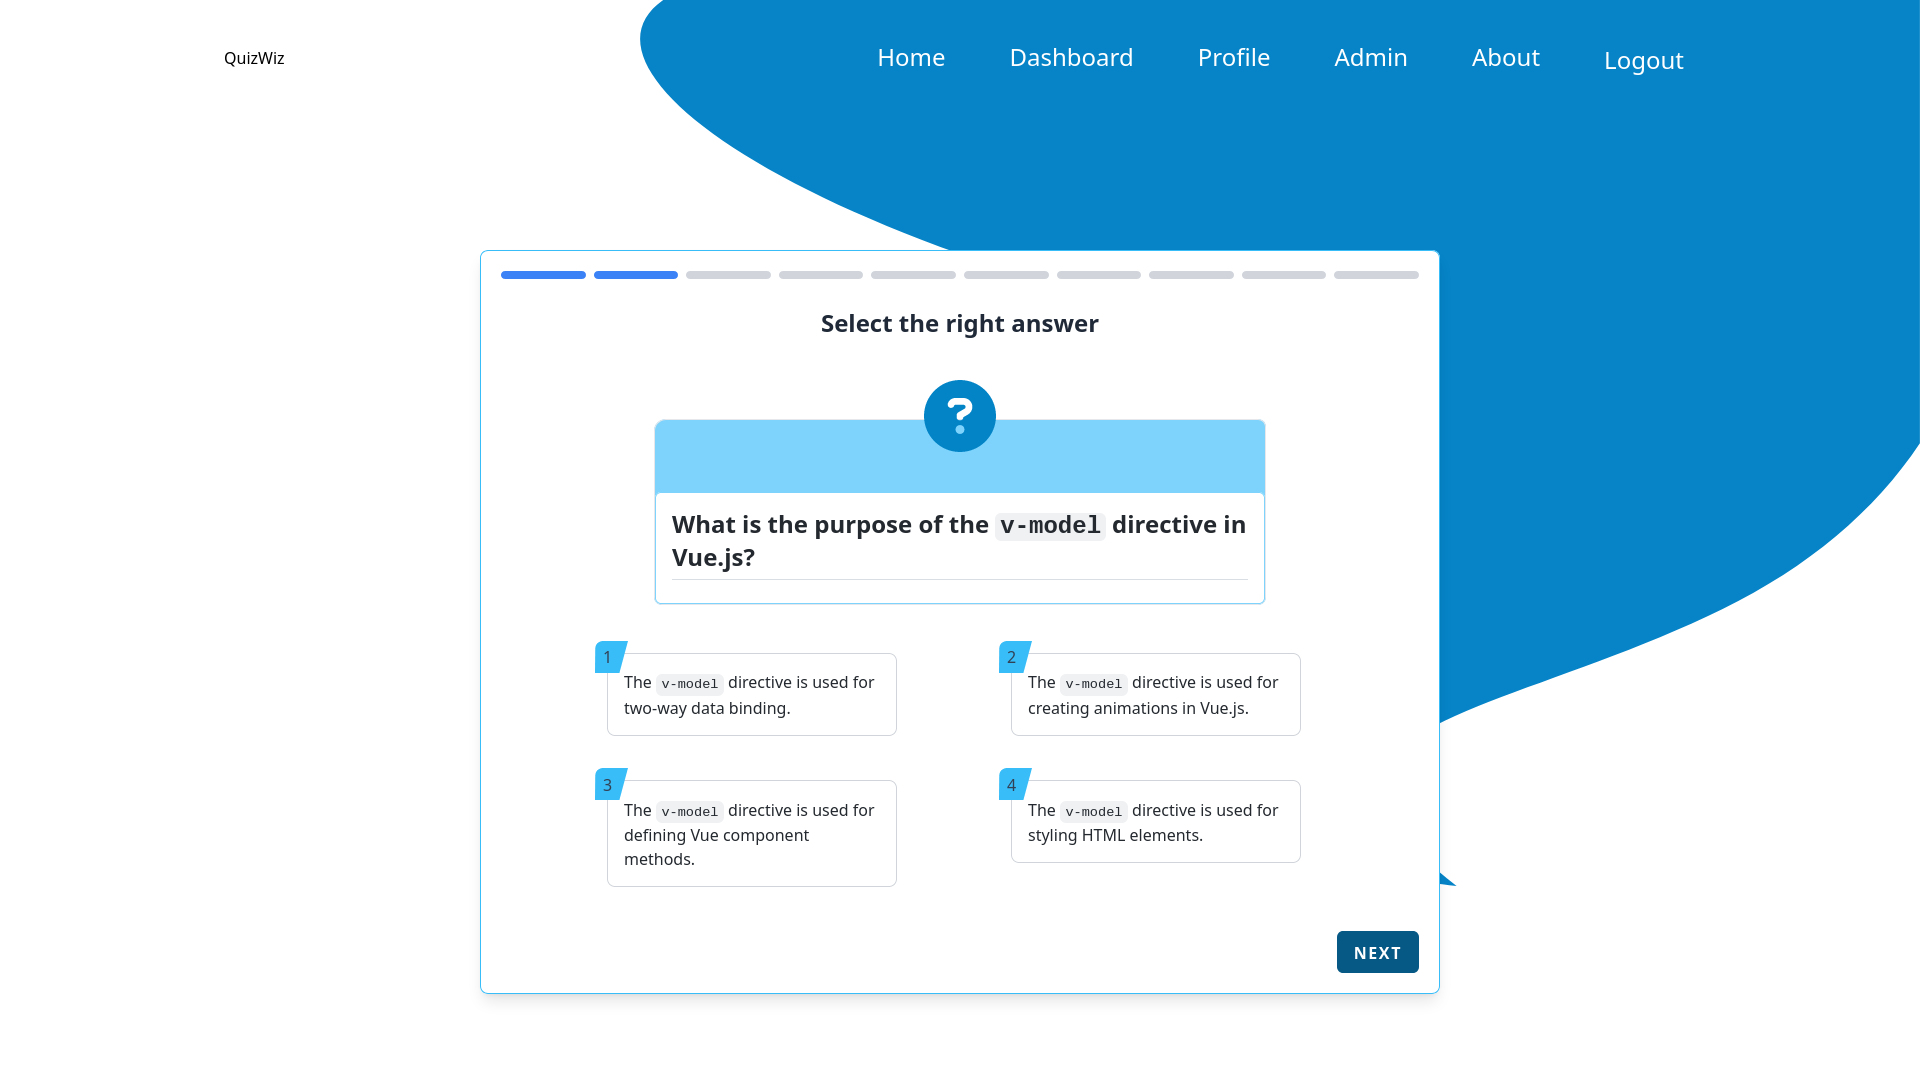 QuizWiz
Home Dashboard Profile Admin About Logout
Select the right answer
?
What is the purpose of the v-model directive in
Vue.js?
1
The v-model directive is used for
two-way data binding.
2
The v-model directive is used for
creating animations in Vue.js.
3
The v-model directive is used for
defining Vue component
methods.
4
The v-model directive is used for
styling HTML elements.
NEXT